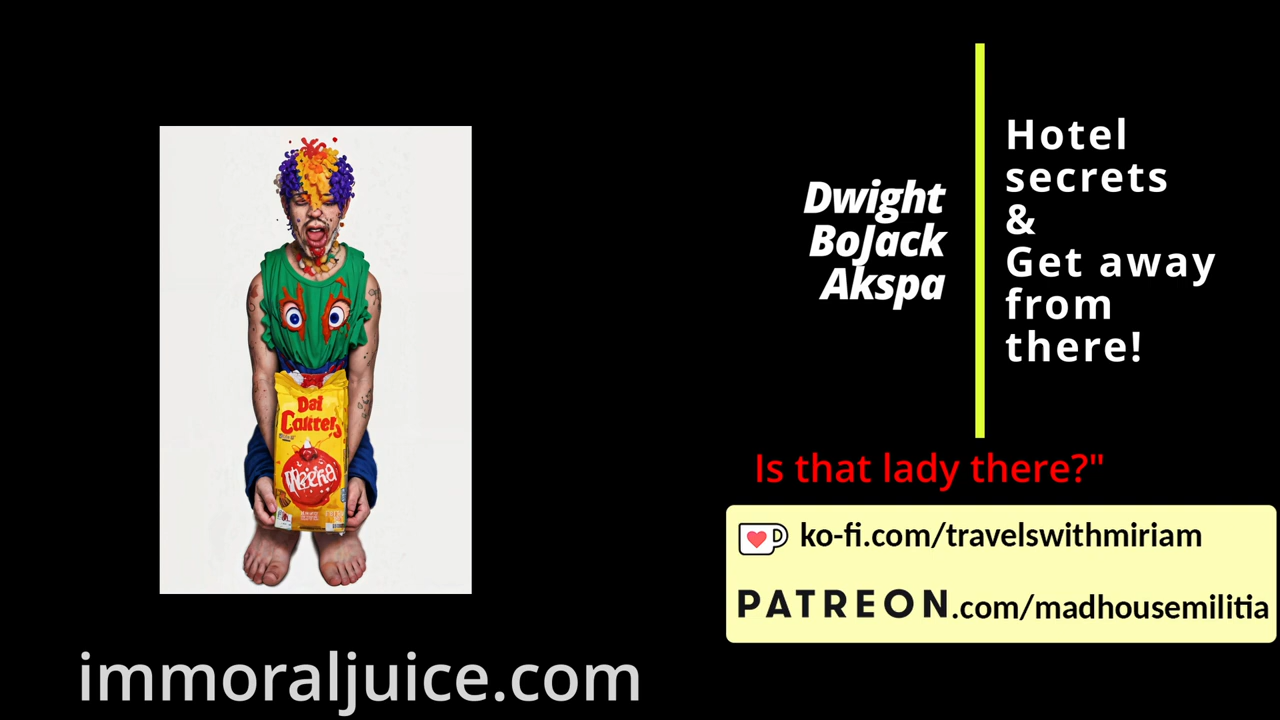 Dwight
BoJack
Akspa
Hotel
secrets
&
Get away
from
there!
Is that lady there?"
ko-fi.com/travelswithmiriam
PATREON.com/madhousemilitia
immoraljuice.com
Dai